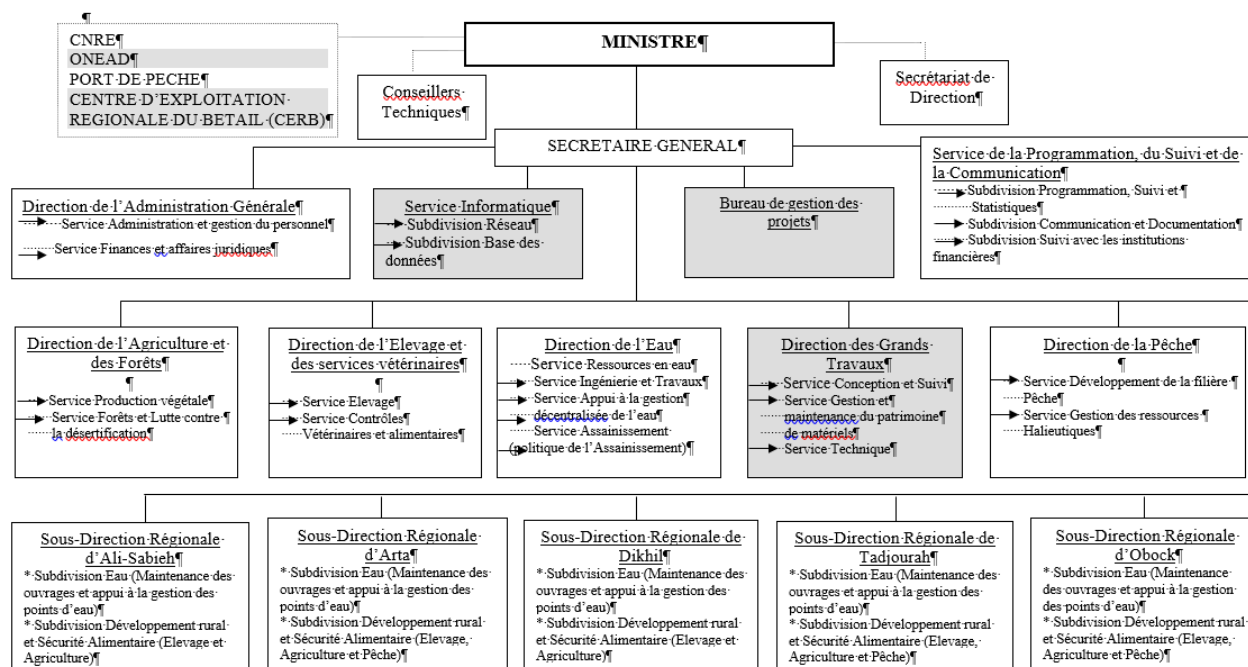 CNRE
ONEAD
PORT DE PECHE
CENTRE D'EXPLOITATION
REGIONALE DU BETAIL (CERB)
MINISTRE
Conseillers
Techniques
Secrétariat de
Direction
SECRETAIRE GENERAL
Direction de l'Administration Générale
Service Administration et gestion du personnel
Service Finances et affaires juridiques
Service Informatique
Subdivision Réseau
Subdivision Base des
données
Bureau de gestion des
projets
Service de la Programmation, du Suivi et de
la Communication
Subdivision Programmation, Suivi et
Statistiques
Subdivision Communication et Documentation
Subdivision Suivi avec les institutions
financières
Direction de l'Agriculture et
des Forêts
Service Production végétale
Service Forêts et Lutte contre
la désertification
Direction de l'Elevage et
des services vétérinaires
Service Elevage
Service Contrôles
Vétérinaires et alimentaires
Direction de l'Eau
Service Ressources en eau
Service Ingénierie et Travaux
Service Appui à la gestion
décentralisée de l'eau
Service Assainissement
(politique de l'Assainissement)
Direction des Grands
Travaux
Service Conception et Suivi
Service Gestion et
maintenance du patrimoine
de matériels
Service Technique
Direction de la Pêche
Service Développement de la filière
Pêche
Service Gestion des ressources
Halieutiques
Sous-Direction Régionale
d'Ali-Sabieh
* Subdivision Eau (Maintenance des
ouvrages et appui à la gestion des
points d'eau)
* Subdivision Développement rural
et Sécurité Alimentaire (Elevage et
Agriculture)
Sous-Direction Régionale
d'Arta
* Subdivision Eau (Maintenance des
ouvrages et appui à la gestion des
points d'eau)
* Subdivision Développement rural
et Sécurité Alimentaire (Elevage,
Agriculture et Pêche)
Sous-Direction Régionale de
Dikhil
* Subdivision Eau (Maintenance des
ouvrages et appui à la gestion des
points d'eau)
* Subdivision Développement rural
et Sécurité Alimentaire (Elevage et
Agriculture)
Sous-Direction Régionale de
Tadjourah
* Subdivision Eau (Maintenance des
ouvrages et appui à la gestion des
points d'eau)
* Subdivision Développement rural
et Sécurité Alimentaire (Elevage,
Agriculture et Pêche)
Sous-Direction Régionale
d'Obock
* Subdivision Eau (Maintenance
des ouvrages et appui à la gestion
des points d'eau)
* Subdivision Développement rural
et Sécurité Alimentaire (Elevage,
Agriculture et Pêche)